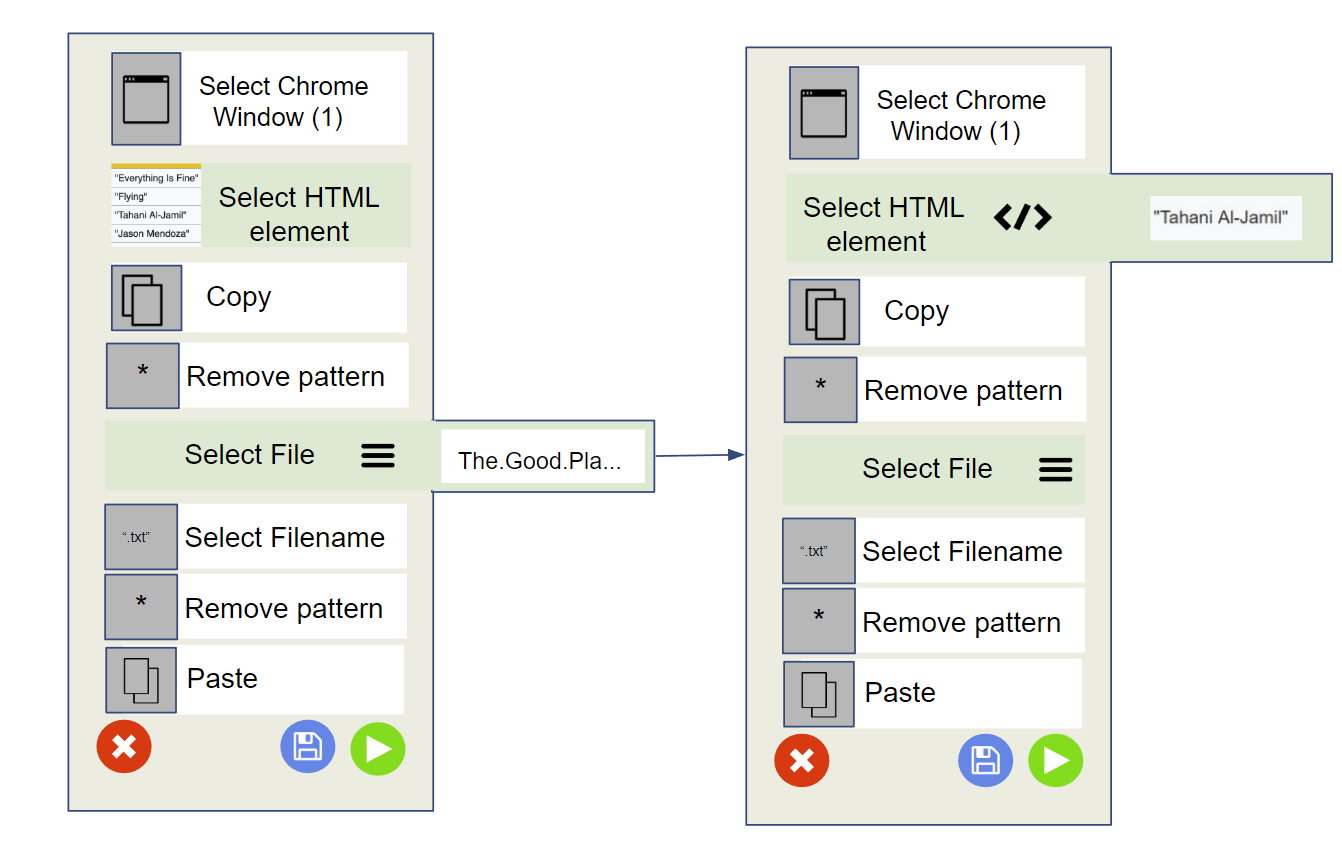 Select Chrome
Window (1)
"Everything Is Fine"
"Flying"
"Tahani Al-Jamil"
"Jason Mendoza"
Select HTML
element
Copy
*
Remove pattern
Select File
The.Good.Pla...
“.txt”
Select Filename
*
Remove pattern
Paste
Select Chrome
Window (1)
Select HTML
element
</>
"Tahani Al-Jamil"
Copy
*
Remove pattern
Select File
“.txt”
Select Filename
*
Remove pattern
Paste